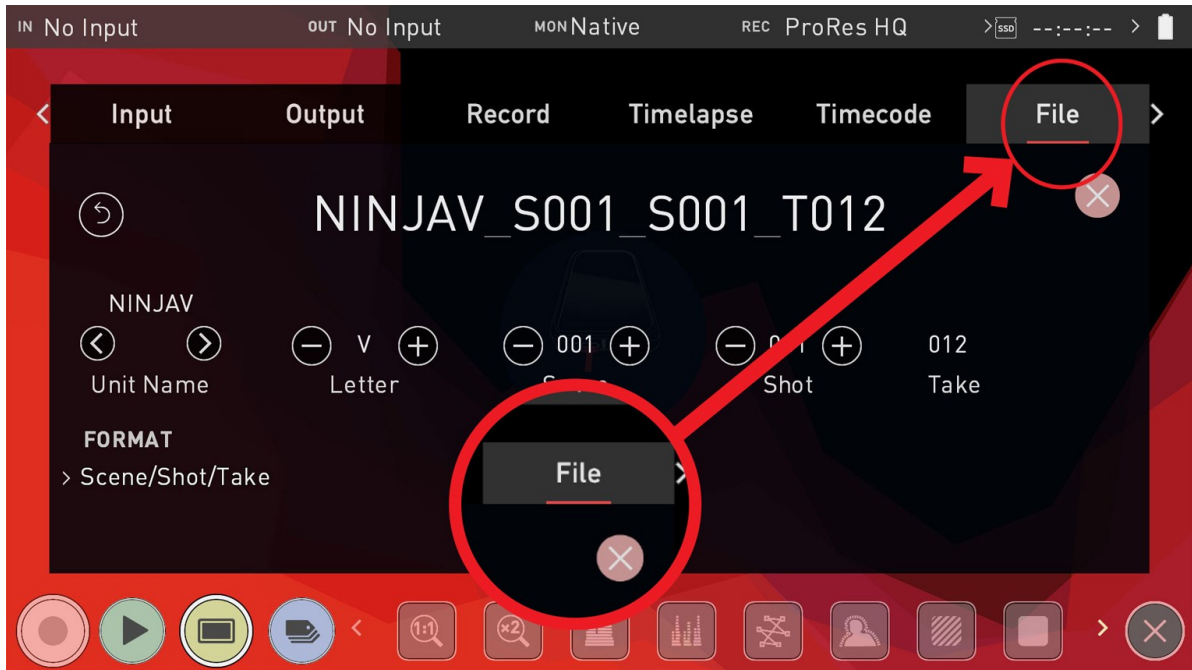 IN No Input OUT No Input MON Native REC ProRes HQ SSD --:--:--
Input Output Record Timelapse Timecode File
NINJAV_S001_S001_T012
NINJAV
V 001 012
Unit Name Letter Shot Take
FORMAT
Scene/Shot/Take
File
1:1 x2